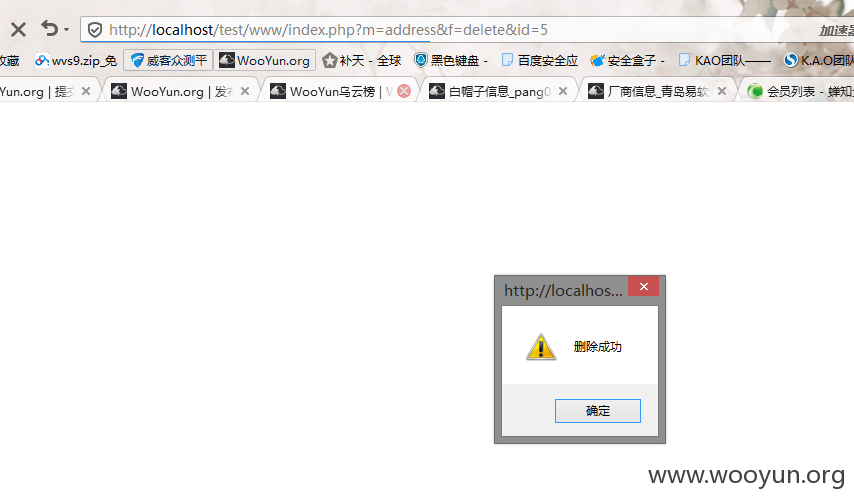 http://localhost/test/www/index.php?m=address&f=delete&id=5 加速器
收藏 wvs9.zip_免 威客众测平 WooYun.org 补天 - 全球 黑色键盘 - 百度安全应 安全盒子 - KAO团队—— K.A.O团队
Yun.org | 提交 WooYun.org | 发布 WooYun乌云榜 | W 白帽子信息_pang0 厂商信息_青岛易软 会员列表 - 蝉知
http://localhos...
删除成功
确定
www.wooyun.org